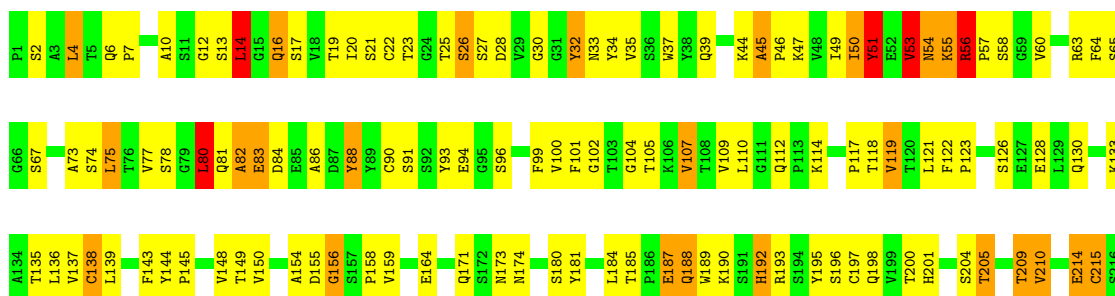 P1 S2 A3 L4 T5 Q6 P7 A10 S11 G12 S13 L14 G15 Q16 S17 V18 T19 I20 S21 C22 T23 G24 T25 S26 S27 D28 V29 G30 G31 Y32 N33 Y34 V35 S36 W37 Y38 Q39 K44 A45 P46 K47 V48 I49 I50 Y51 E52 V53 N54 K55 R56 P57 S58 G59 V60 R63 F64 S65
G66 S67 A73 S74 L75 T76 V77 S78 G79 L80 Q81 A82 E83 D84 E85 A86 D87 Y88 Y89 C90 S91 S92 Y93 E94 G95 S96 F99 V100 F101 G102 T103 G104 T105 K106 V107 T108 V109 L110 G111 Q112 P113 K114 P117 T118 V119 T120 L121 F122 P123 S126 E127 E128 L129 Q130 K133
A134 T135 L136 V137 C138 L139 F143 Y144 P145 V148 T149 V150 A154 D155 G156 S157 P158 V159 E164 Q171 S172 N173 N174 S180 Y181 L184 T185 P186 E187 Q188 W189 K190 S191 H192 R193 S194 Y195 S196 C197 Q198 V199 T200 H201 S204 T205 T209 V210 E214 C215 S216